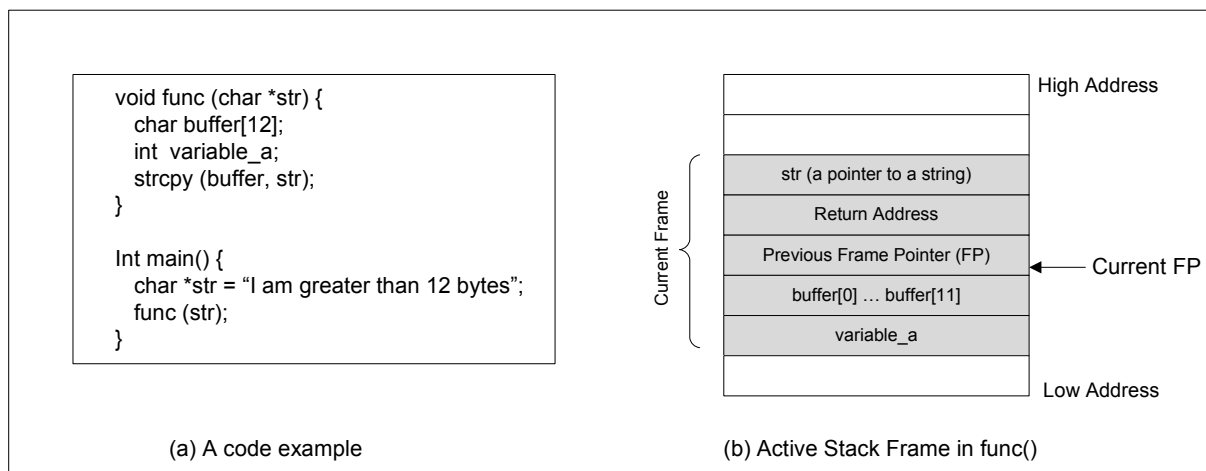 void func (char *str) {
char buffer[12];
int variable_a;
strcpy (buffer, str);
}
Int main() {
char *str = “I am greater than 12 bytes”;
func (str);
}
(a) A code example
High Address
str (a pointer to a string)
Return Address
Previous Frame Pointer (FP)
buffer[0] … buffer[11]
variable_a
Current Frame
Current FP
Low Address
(b) Active Stack Frame in func()